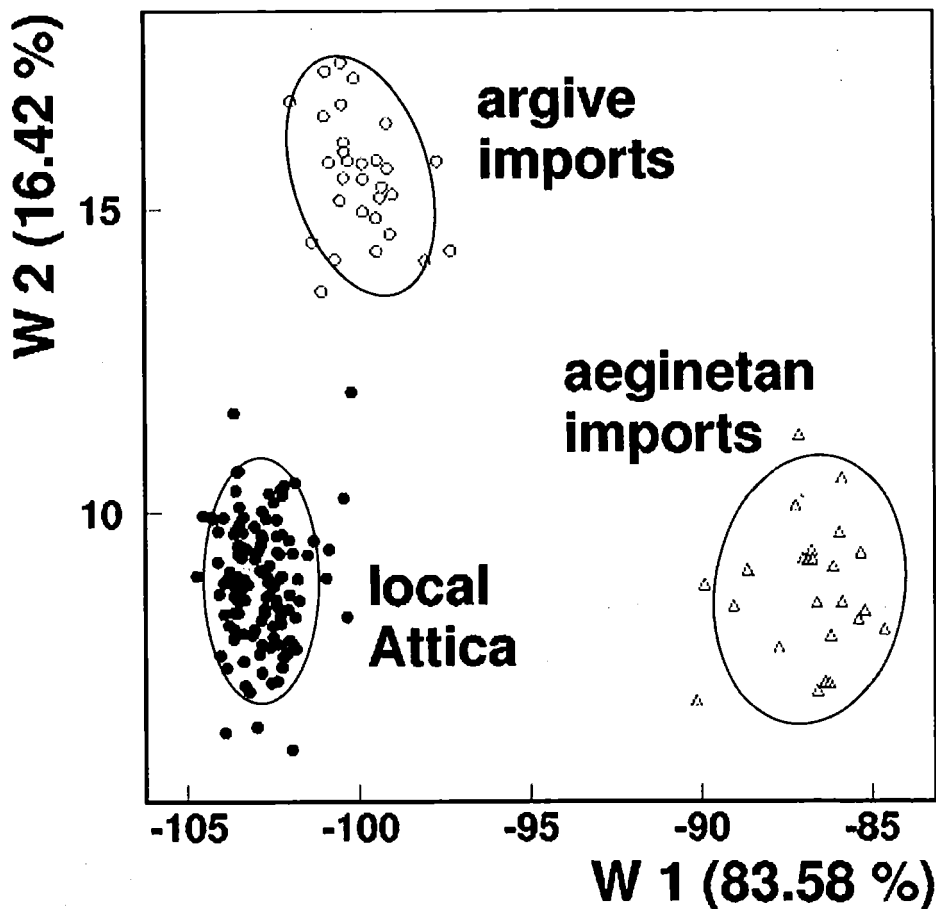 W 2 (16.42 %)
argive
imports
15
aeginetan
imports
10
local
Attica
-105
-100
-95
-90
-85
W 1 (83.58 %)